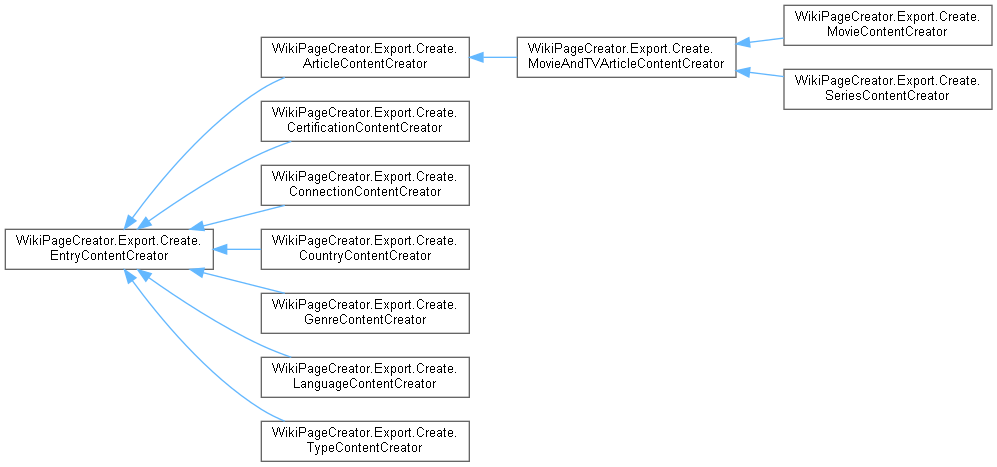 WikiPageCreator.Export.Create.
MovieContentCreator
WikiPageCreator.Export.Create.
ArticleContentCreator
WikiPageCreator.Export.Create.
MovieAndTVArticleContentCreator
WikiPageCreator.Export.Create.
SeriesContentCreator
WikiPageCreator.Export.Create.
CertificationContentCreator
WikiPageCreator.Export.Create.
ConnectionContentCreator
WikiPageCreator.Export.Create.
EntryContentCreator
WikiPageCreator.Export.Create.
CountryContentCreator
WikiPageCreator.Export.Create.
GenreContentCreator
WikiPageCreator.Export.Create.
LanguageContentCreator
WikiPageCreator.Export.Create.
TypeContentCreator